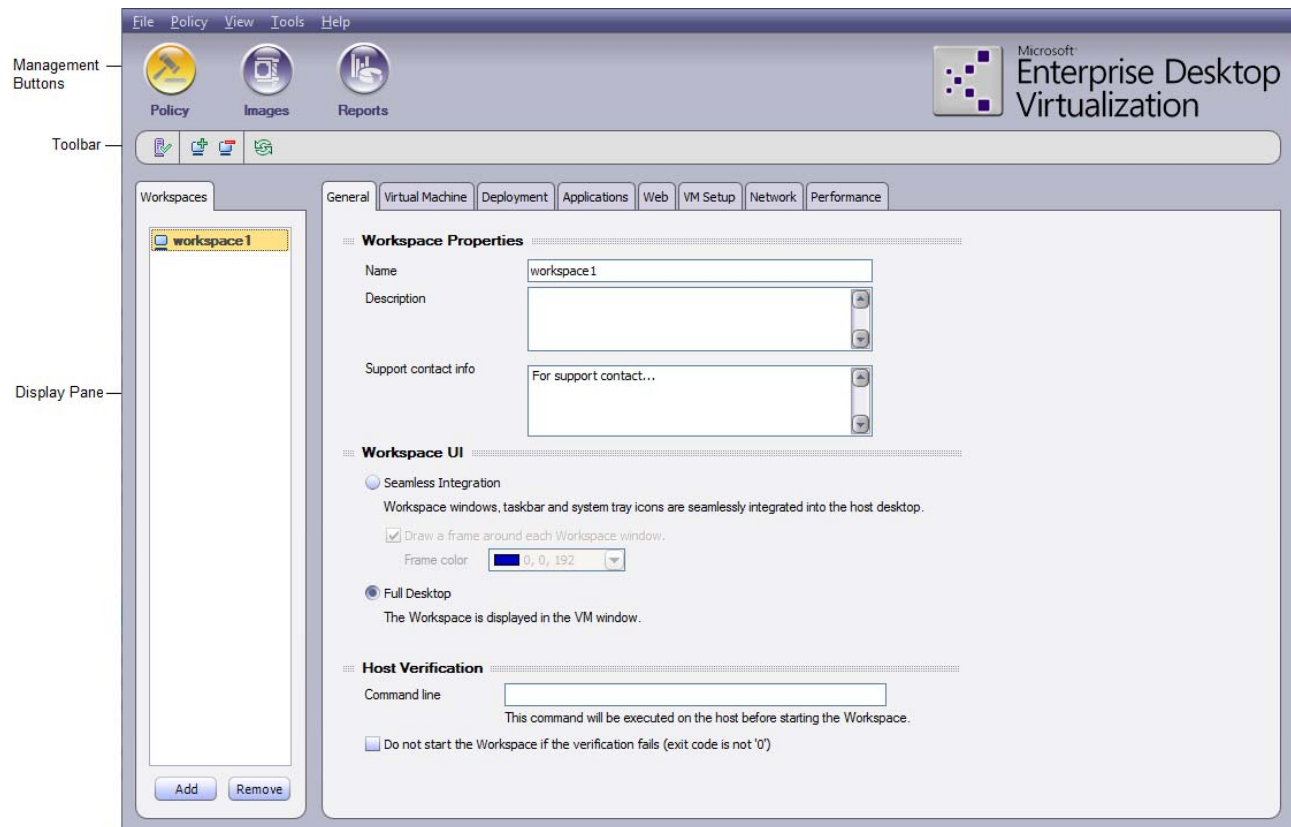 File Policy View Tools Help
Management Buttons
Policy Images Reports
Microsoft
Enterprise Desktop
Virtualization
Toolbar
Workspaces
General Virtual Machine Deployment Applications Web VM Setup Network Performance
workspace1
Workspace Properties
Name workspace1
Description
Support contact info For support contact...
Display Pane
Workspace UI
Seamless Integration
Workspace windows, taskbar and system tray icons are seamlessly integrated into the host desktop.
Draw a frame around each Workspace window.
Frame color 0, 0, 192
Full Desktop
The Workspace is displayed in the VM window.
Host Verification
Command line
This command will be executed on the host before starting the Workspace.
Do not start the Workspace if the verification fails (exit code is not '0')
Add Remove